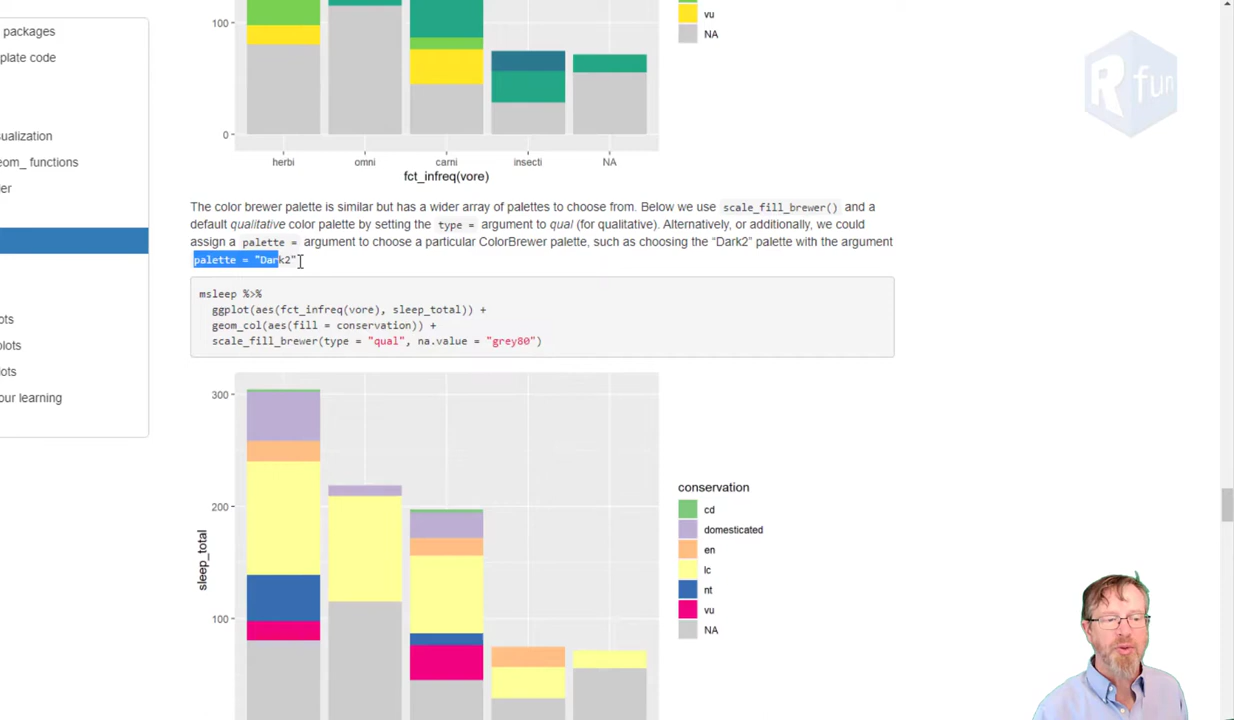 packages
plate code
ualization
eom_ functions
er
ots
lots
ots
our learning
100
0
herbi
omni
carni
insecti
NA
fct_infreq(vore)
vu
NA
R fun
The color brewer palette is similar but has a wider array of palettes to choose from. Below we use scale_fill_brewer() and a
default qualitative color palette by setting the type = argument to qual (for qualitative). Alternatively, or additionally, we could
assign a palette = argument to choose a particular ColorBrewer palette, such as choosing the “Dark2” palette with the argument
palette = "Dark2"
msleep %>%
ggplot(aes(fct_infreq(vore), sleep_total)) +
geom_col(aes(fill = conservation)) +
scale_fill_brewer(type = "qual", na.value = "grey80")
300
200
100
sleep_total
conservation
cd
domesticated
en
lc
nt
vu
NA